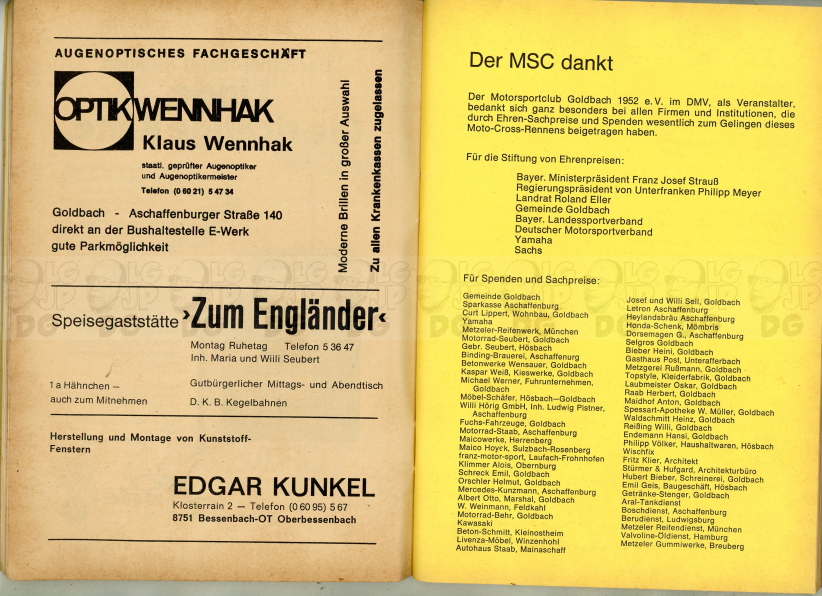 AUGENOPTISCHES FACHGESCHÄFT
OPTIK WENNHAK
Klaus Wennhak
staatl. geprüfter Augenoptiker
und Augenoptikermeister
Telefon (0 60 21) 5 47 34
Goldbach - Aschaffenburger Straße 140
direkt an der Bushaltestelle E-Werk
gute Parkmöglichkeit
Moderne Brillen in großer Auswahl
Zu allen Krankenkassen zugelassen
Speisegaststätte ›Zum Engländer‹
Montag Ruhetag Telefon 5 36 47
Inh. Maria und Willi Seubert
1 a Hähnchen — Gutbürgerlicher Mittags- und Abendtisch
auch zum Mitnehmen D. K. B. Kegelbahnen
Herstellung und Montage von Kunststoff-
Fenstern
EDGAR KUNKEL
Klosterrain 2 — Telefon (0 60 95) 5 67
8751 Bessenbach-OT Oberbessenbach
Der MSC dankt
Der Motorsportclub Goldbach 1952 e. V. im DMV, als Veranstalter,
bedankt sich ganz besonders bei allen Firmen und Institutionen, die
durch Ehren-Sachpreise und Spenden wesentlich zum Gelingen dieses
Moto-Cross-Rennens beigetragen haben.
Für die Stiftung von Ehrenpreisen:
Bayer. Ministerpräsident Franz Josef Strauß
Regierungspräsident von Unterfranken Philipp Meyer
Landrat Roland Eller
Gemeinde Goldbach
Bayer. Landessportverband
Deutscher Motorsportverband
Yamaha
Sachs
Für Spenden und Sachpreise:
Gemeinde Goldbach
Sparkasse Aschaffenburg
Curt Lippert, Wohnbau, Goldbach
Yamaha
Metzeler-Reifenwerk, München
Motorrad-Seubert, Goldbach
Gebr. Seubert, Hösbach
Binding-Brauerei, Aschaffenurg
Betonwerke Wensauer, Goldbach
Kaspar Weiß, Kieswerke, Goldbach
Michael Werner, Fuhrunternehmen,
Goldbach
Möbel-Schäfer, Hösbach—Goldbach
Willi Hörig GmbH, Inh. Ludwig Pistner,
Aschaffenburg
Fuchs-Fahrzeuge, Goldbach
Motorrad-Staab, Aschaffenburg
Maicowerke, Herrenberg
Maico Hoyck, Sulzbach-Rosenberg
franz-motor-sport, Laufach-Frohnhofen
Klimmer Alois, Obernburg
Schreck Emil, Goldbach
Orschler Helmut, Goldbach
Mercedes-Kunzmann, Aschaffenburg
Albert Otto, Marshal, Goldbach
W. Weinmann, Feldkahl
Motorrad-Behr, Goldbach
Kawasaki
Beton-Schmitt, Kleinostheim
Livenza-Möbel, Winzenhohl
Autohaus Staab, Mainaschaff
Josef und Willi Sell, Goldbach
Letron Aschaffenburg
Heylandsbräu Aschaffenburg
Honda-Schenk, Mömbris
Dorsemagen G., Aschaffenburg
Selgros Goldbach
Bieber Heini, Goldbach
Gasthaus Post, Unterafferbach
Metzgerei Rußmann, Goldbach
Topstyle, Kleiderfabrik, Goldbach
Laubmeister Oskar, Goldbach
Raab Herbert, Goldbach
Maidhof Anton, Goldbach
Spessart-Apotheke W. Müller, Goldbach
Waldschmitt Heinz, Goldbach
Reißing Willi, Goldbach
Endemann Hansi, Goldbach
Philipp Völker, Haushaltwaren, Hösbach
Wischfix
Fritz Klier, Architekt
Stürmer & Hufgard, Architekturbüro
Hubert Bieber, Schreinerei, Goldbach
Emil Geis, Baugeschäft, Hösbach
Getränke-Stenger, Goldbach
Aral-Tankdienst
Boschdienst, Aschaffenburg
Berudienst, Ludwigsburg
Metzeler Reifendienst, München
Valvoline-Öldienst, Hamburg
Metzeler Gummiwerke, Breuberg